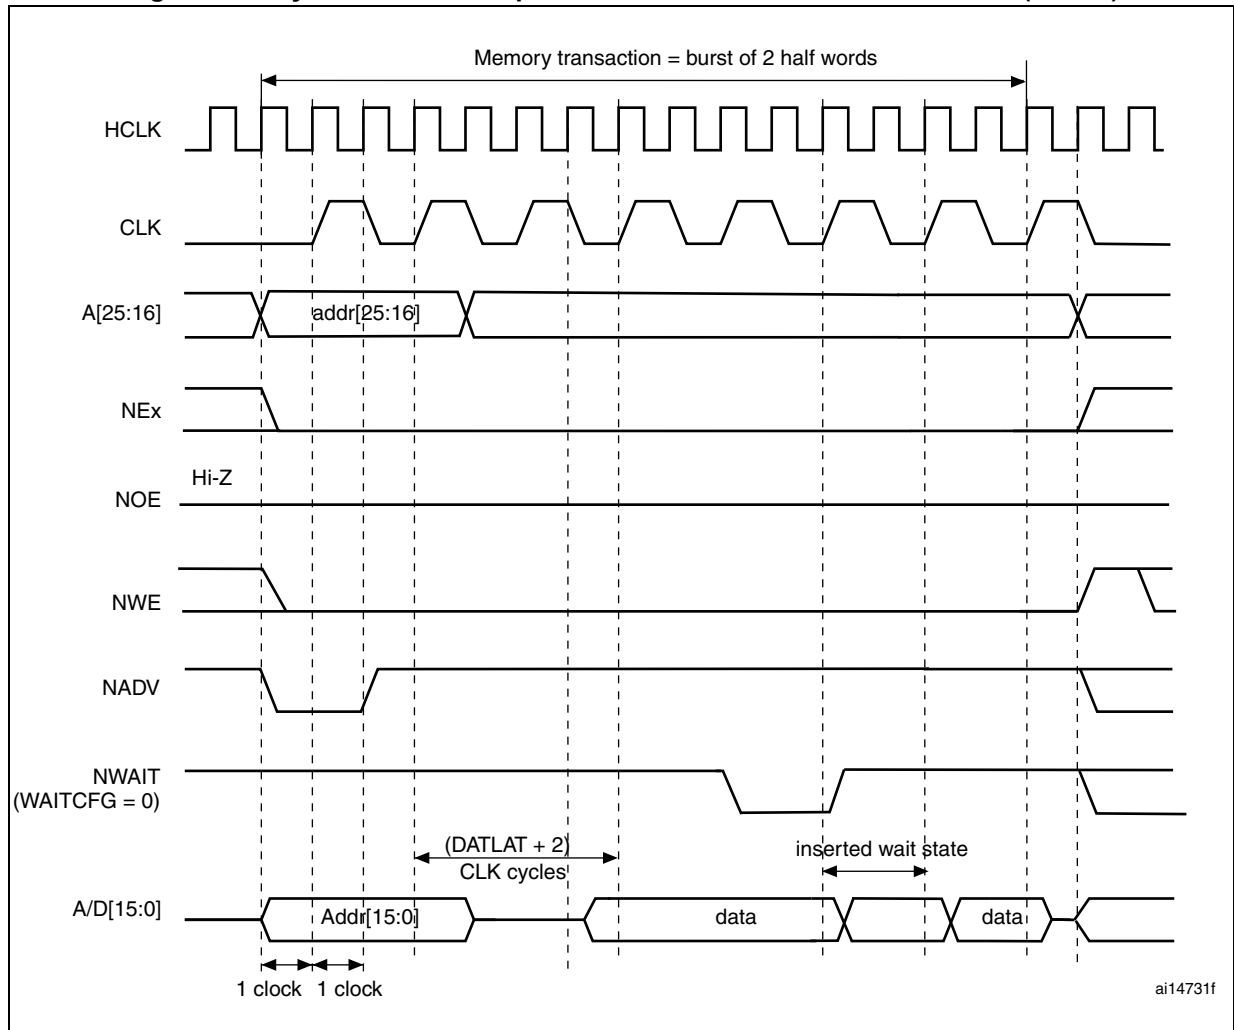 Memory transaction = burst of 2 half words
HCLK
CLK
A[25:16]
addr[25:16]
NEx
Hi-Z
NOE
NWE
NADV
NWAIT
(WAITCFG = 0)
(DATLAT + 2)
CLK cycles
inserted wait state
A/D[15:0]
Addr[15:0]
data
data
1 clock
1 clock
ai14731f